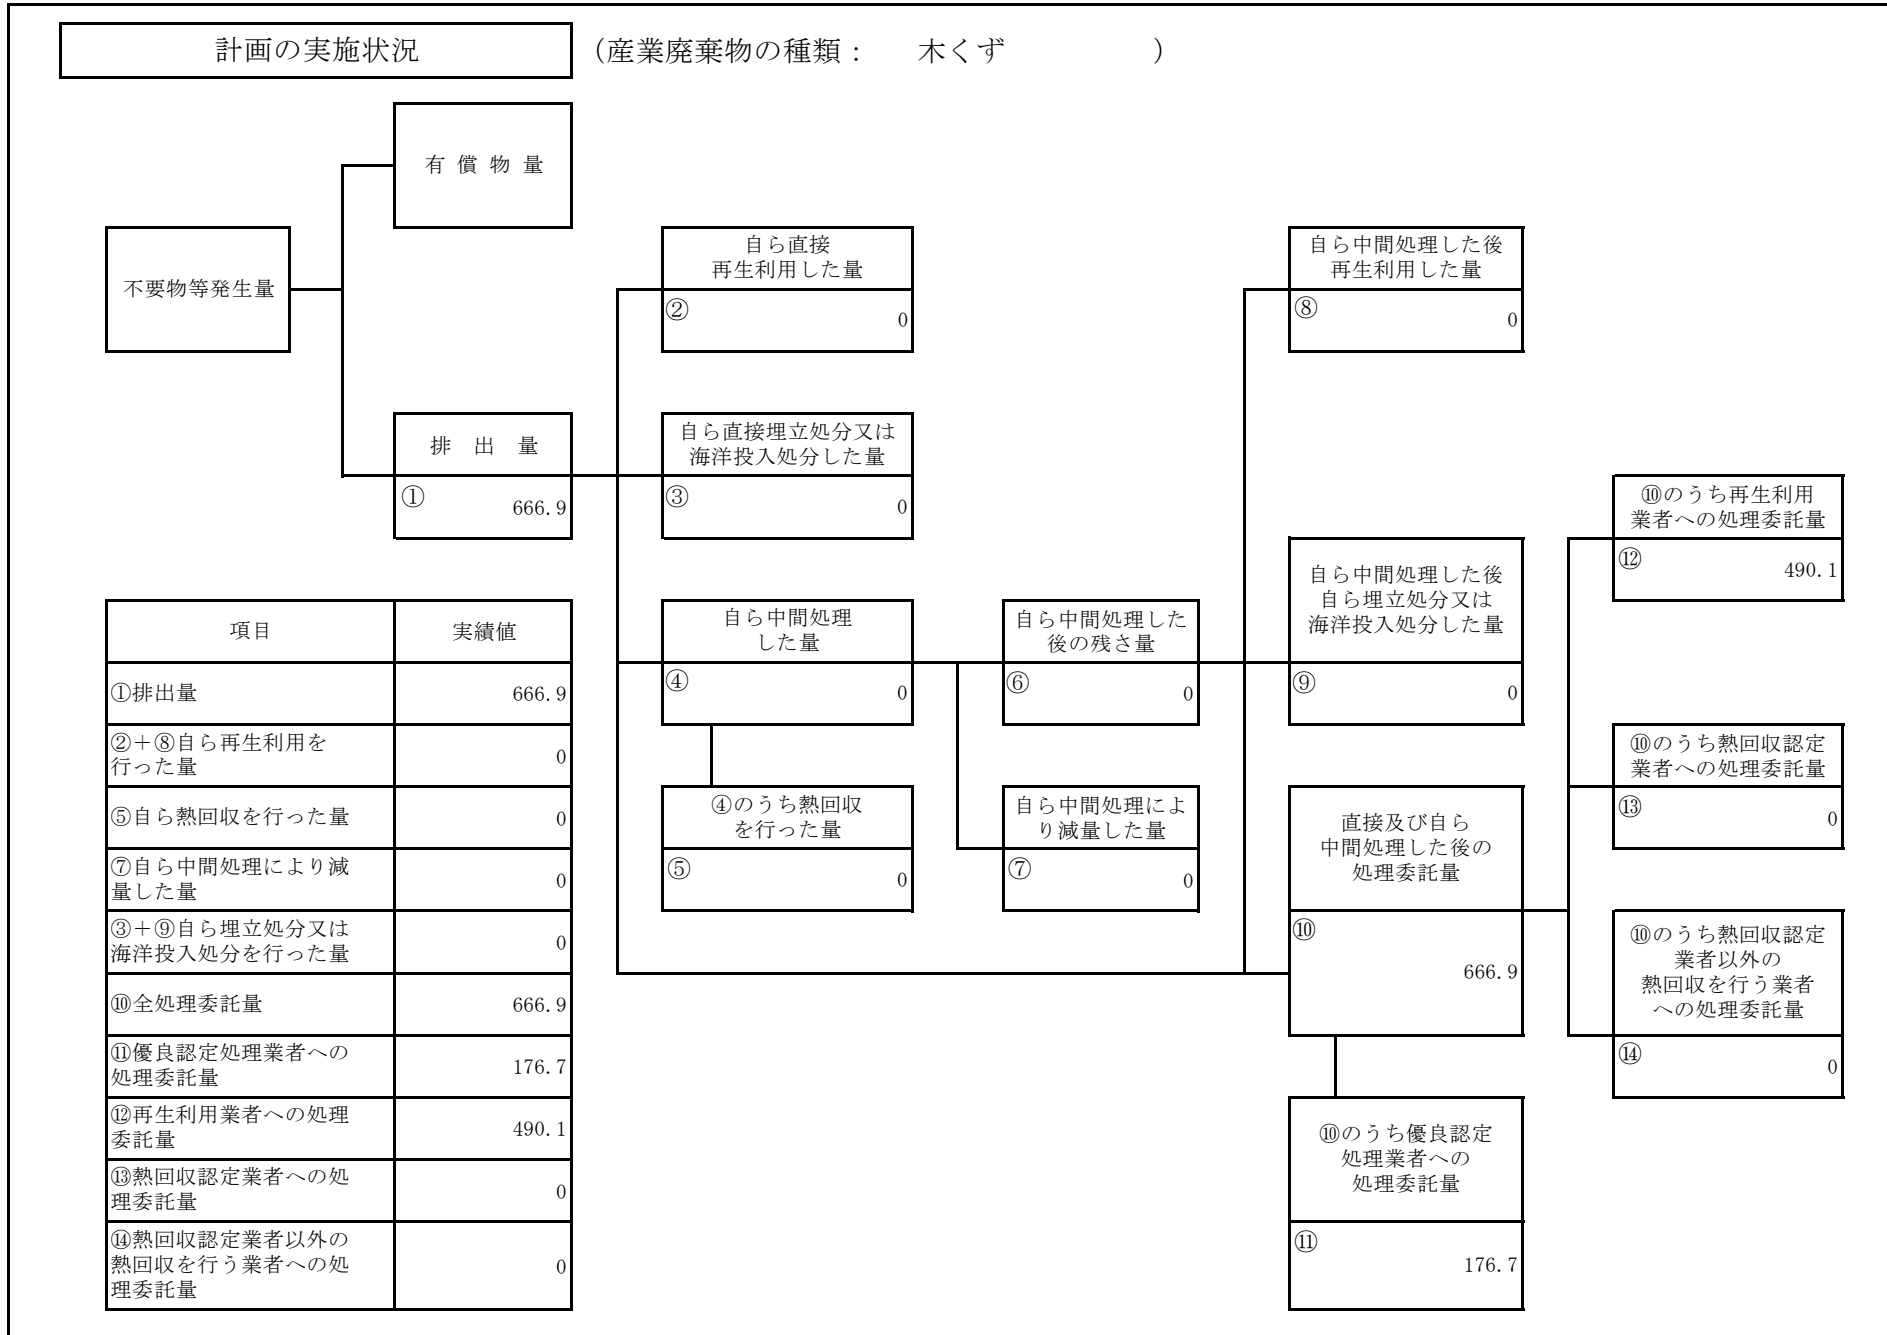 計画の実施状況
（産業廃棄物の種類： 木くず ）
有 償 物 量
不要物等発生量
自ら直接
再生利用した量
②
0
自ら中間処理した後
再生利用した量
⑧
0
排 出 量
①
666.9
自ら直接埋立処分又は
海洋投入処分した量
③
0
⑩のうち再生利用
業者への処理委託量
⑫
490.1
自ら中間処理した後
自ら埋立処分又は
海洋投入処分した量
⑨
0
自ら中間処理
した量
④
0
自ら中間処理した
後の残さ量
⑥
0
⑩のうち熱回収認定
業者への処理委託量
⑬
0
④のうち熱回収
を行った量
⑤
0
自ら中間処理によ
り減量した量
⑦
0
直接及び自ら
中間処理した後の
処理委託量
⑩
666.9
⑩のうち熱回収認定
業者以外の
熱回収を行う業者
への処理委託量
⑭
0
⑩のうち優良認定
処理業者への
処理委託量
⑪
176.7
項目 実績値
①排出量 666.9
②＋⑧自ら再生利用を
行った量 0
⑤自ら熱回収を行った量 0
⑦自ら中間処理により減
量した量 0
③＋⑨自ら埋立処分又は
海洋投入処分を行った量 0
⑩全処理委託量 666.9
⑪優良認定処理業者への
処理委託量 176.7
⑫再生利用業者への処理
委託量 490.1
⑬熱回収認定業者への処
理委託量 0
⑭熱回収認定業者以外の
熱回収を行う業者への処
理委託量 0